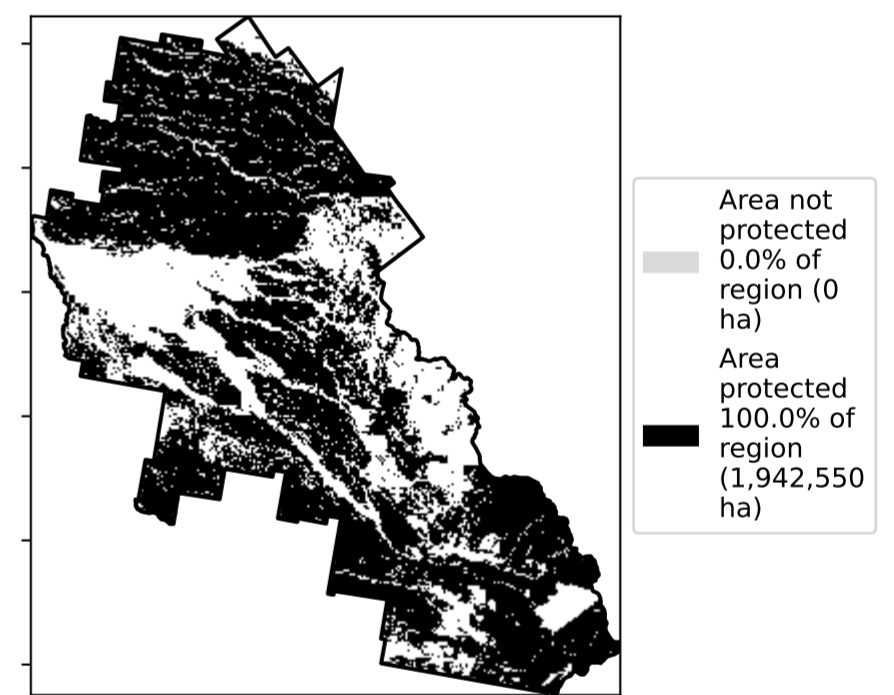 Area not
protected
0.0% of
region (0
ha)
Area
protected
100.0% of
region
(1,942,550
ha)